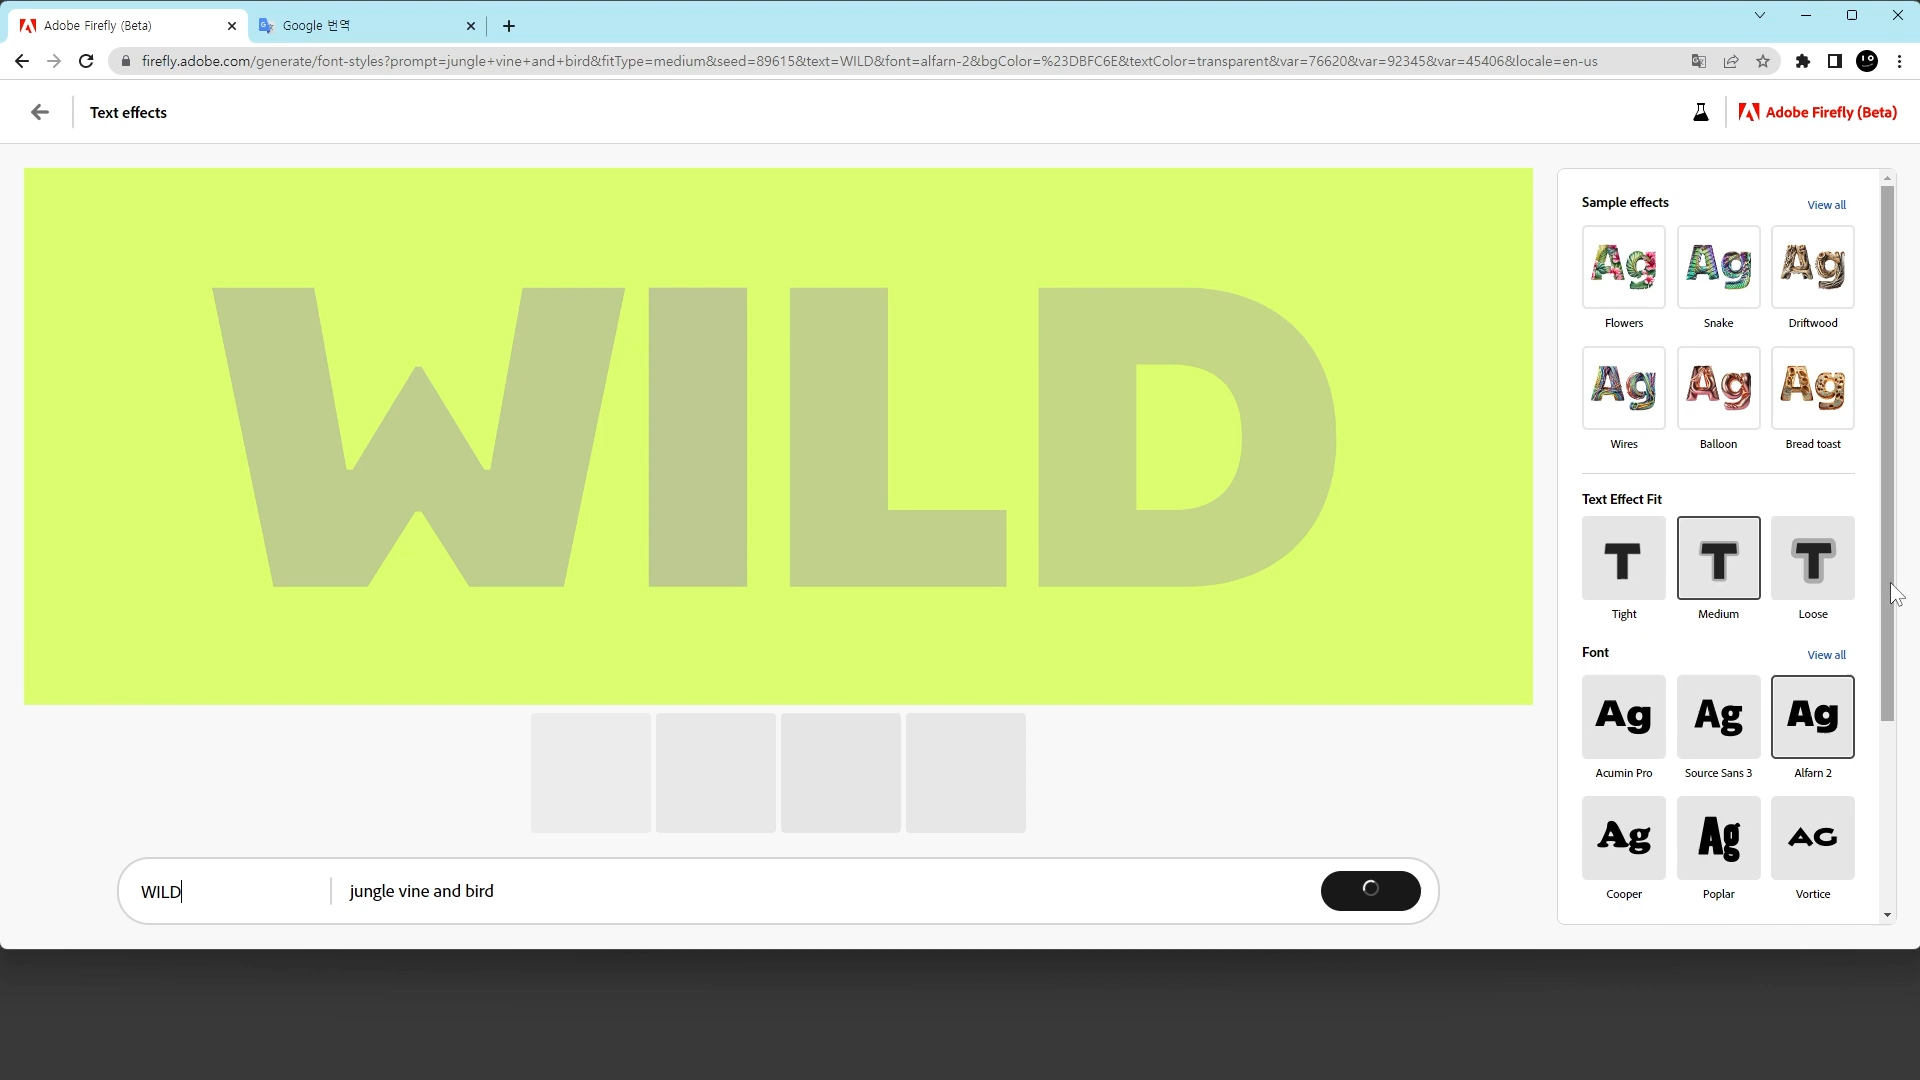 Adobe Firefly (Beta)
Google 번역
firefly.adobe.com/generate/font-styles?prompt=jungle+vine+and+bird&fitType=medium&seed=89615&text=WILD&font=alfarn-2&bgColor=%23DBFC6E&textColor=transparent&var=76620&var=92345&var=45406&locale=en-us
Text effects
Adobe Firefly (Beta)
WILD
Sample effects
View all
Ag Ag Ag
Flowers Snake Driftwood
Ag Ag Ag
Wires Balloon Bread toast
Text Effect Fit
T T T
Tight Medium Loose
Font
View all
Ag Ag Ag
Acumin Pro Source Sans 3 Alfarn 2
Ag Ag AG
Cooper Poplar Vortice
WILD
jungle vine and bird